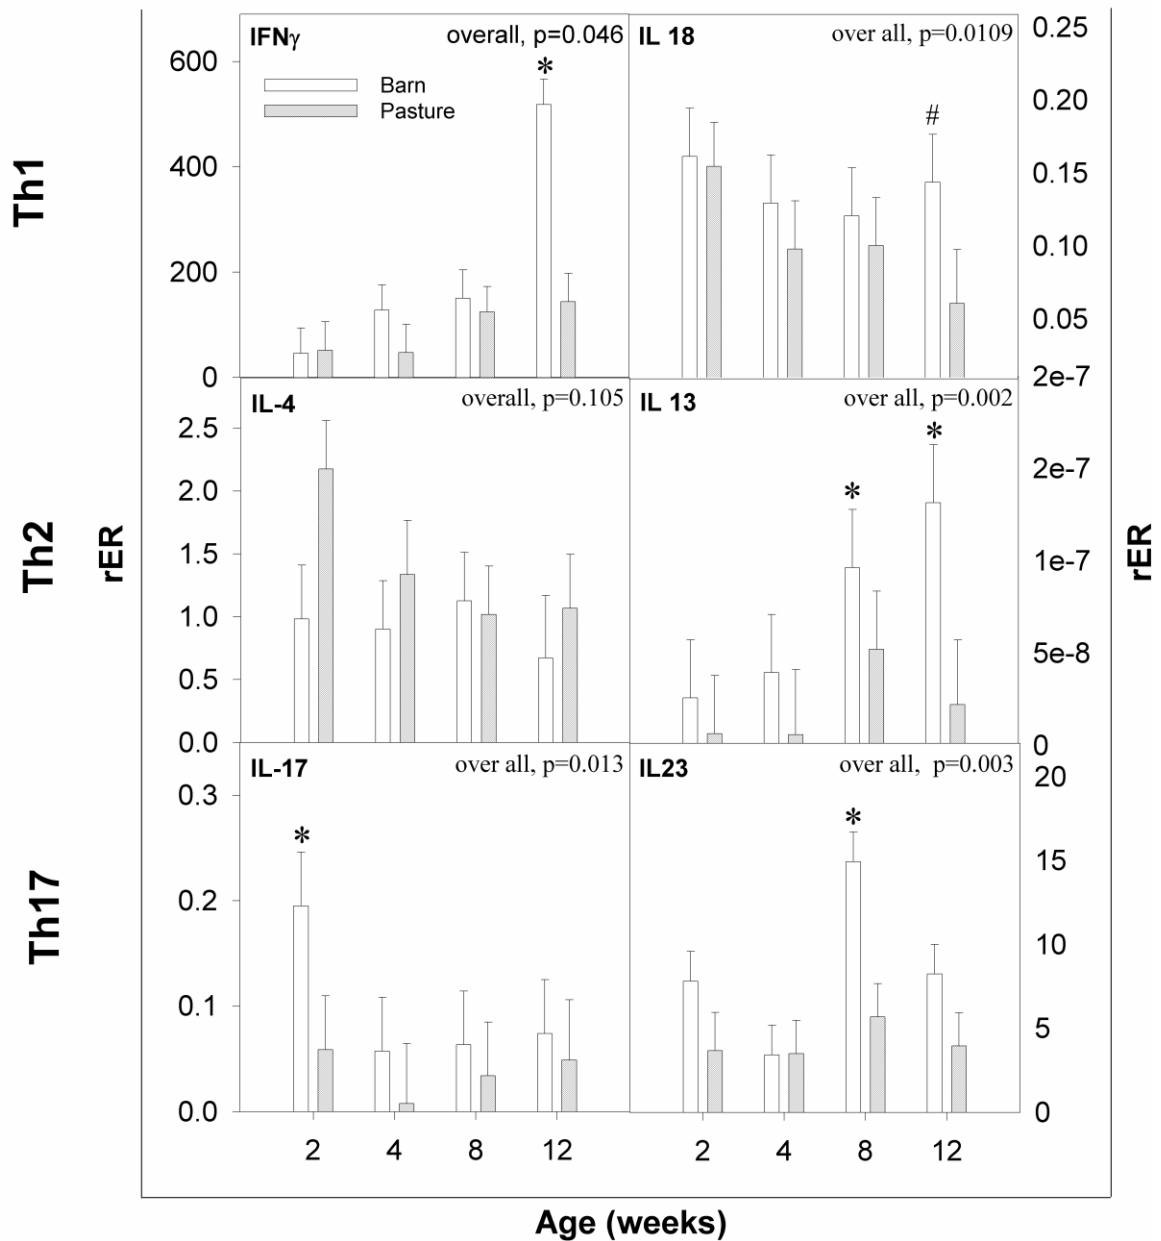 IFNγ
overall, p=0.046
Barn
Pasture
600
400
200
0
IL 18
over all, p=0.0109
*
#
0.25
0.20
0.15
0.10
0.05
2e-7
Th1
IL-4
overall, p=0.105
2.5
2.0
1.5
1.0
0.5
0.0
IL 13
over all, p=0.002
*
*
2e-7
1e-7
5e-8
0
Th2
rER
rER
IL-17
over all, p=0.013
*
0.3
0.2
0.1
0.0
IL23
over all, p=0.003
*
20
15
10
5
0
Th17
2 4 8 12
2 4 8 12
Age (weeks)